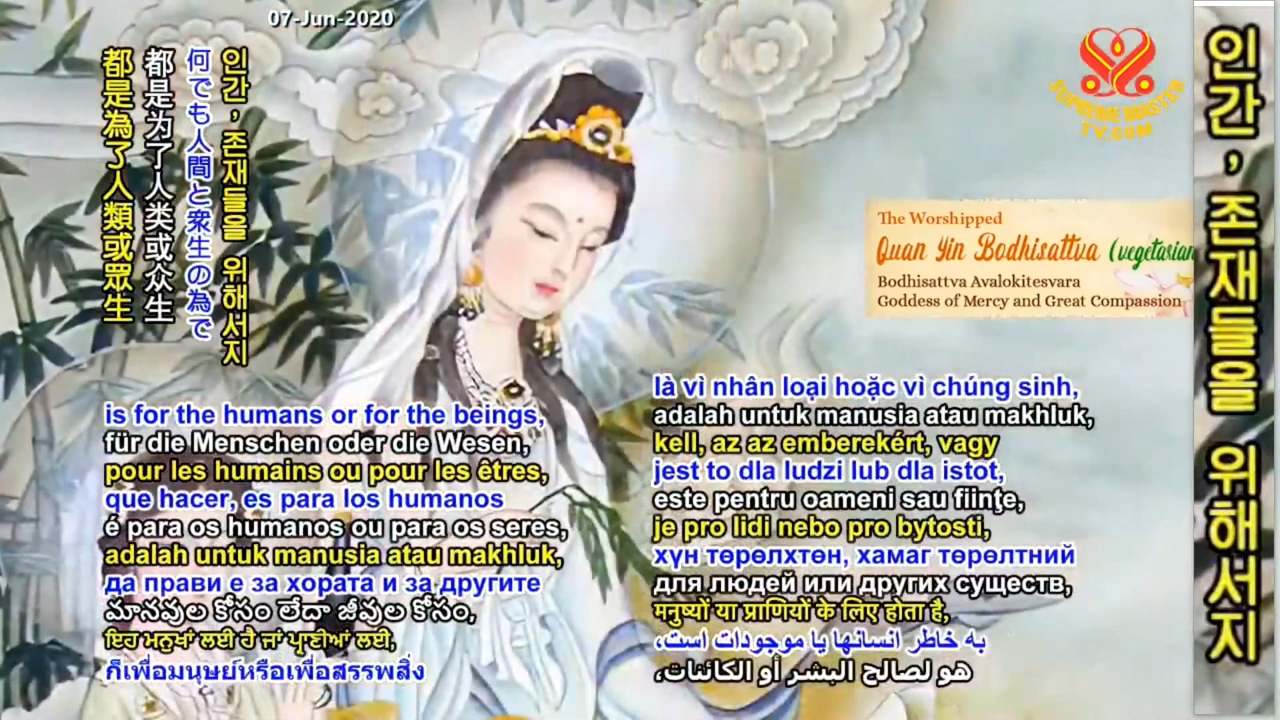 07-Jun-2020
인간, 존재들을 위해서지
何でも人間と衆生の為で
都是为了人类或众生
都是為了人類或眾生
SUPREME MASTER
TV.COM
The Worshipped
Quan Yin Bodhisattva (vegetarian
Bodhisattva Avalokitesvara
Goddess of Mercy and Great Compassion
is for the humans or for the beings,
für die Menschen oder die Wesen,
pour les humains ou pour les êtres,
que hacer, es para los humanos
é para os humanos ou para os seres,
adalah untuk manusia atau makhluk,
да прави е за хората и за другите
మానవుల కోసం లేదా జీవుల కోసం,
ਇਹ ਮਨੁਖਾਂ ਲਈ ਹੈ ਜਾਂ ਪ੍ਰਾਣੀਆਂ ਲਈ,
ก็เพื่อมนุษย์หรือเพื่อสรรพสิ่ง
là vì nhân loại hoặc vì chúng sinh,
adalah untuk manusia atau makhluk,
kell, az az emberekért, vagy
jest to dla ludzi lub dla istot,
este pentru oameni sau fiinţe,
je pro lidi nebo pro bytosti,
хүн төрөлхтөн, хамаг төрөлтний
для людей или других существ,
मनुष्यों या प्राणियों के लिए होता है,
به خاطر انسانها یا موجودات است،
هو لصالح البشر أو الكائنات،
인간, 존재들을 위해서지